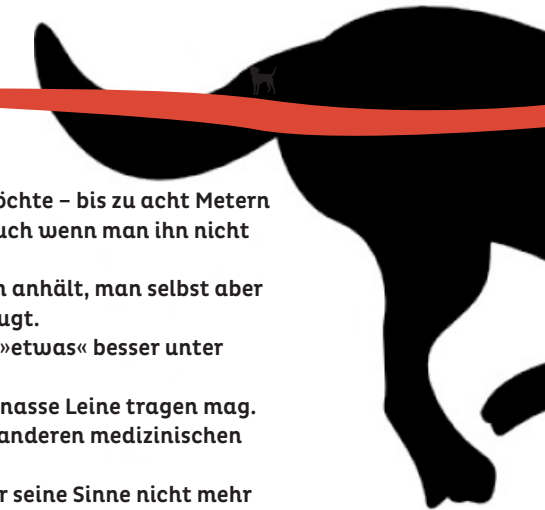 öchte – bis zu acht Metern
uch wenn man ihn nicht
n anhält, man selbst aber
ugt.
»etwas« besser unter
nasse Leine tragen mag.
anderen medizinischen
r seine Sinne nicht mehr